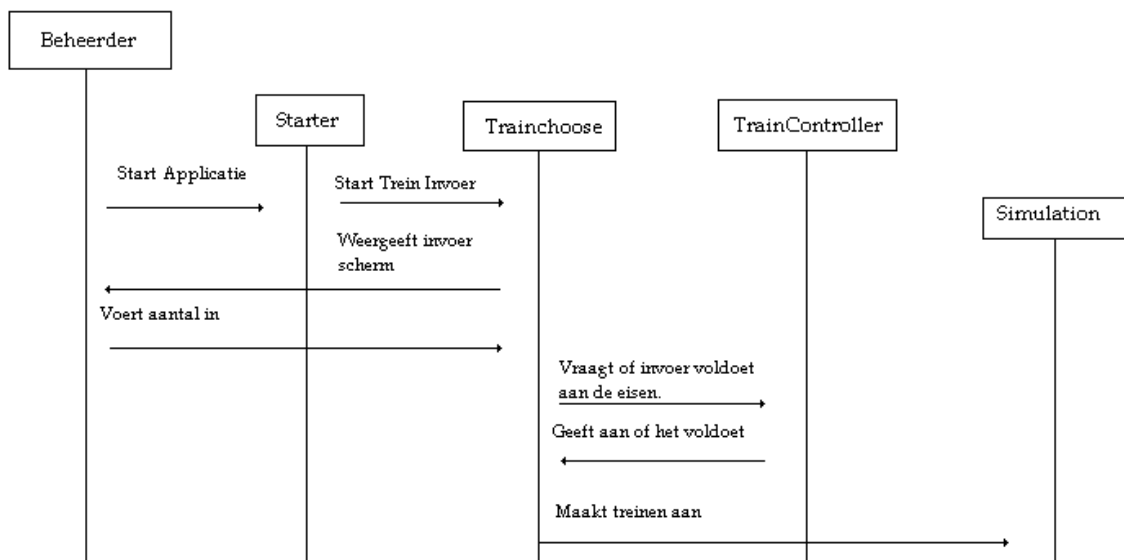 Beheerder
Starter
Trainchoose
TrainController
Simulation
Start Applicatie
Start Trein Invoer
Weergeeft invoer
scherm
Voert aantal in
Vraagt of invoer voldoet
aan de eisen.
Geeft aan of het voldoet
Maakt treinen aan